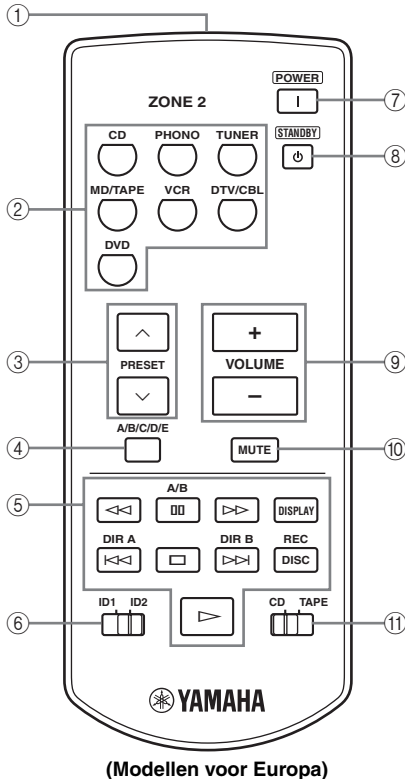 ①
ZONE 2
POWER
I
⑦
STANDBY
⑧
CD PHONO TUNER
②
MD/TAPE VCR DTV/CBL
DVD
③
PRESET
+
VOLUME
–
⑨
A/B/C/D/E
④
MUTE
⑩
⑤
A/B
DISPLAY
DIR A DIR B REC
DISC
⑥
ID1 ID2
CD TAPE
⑪
YAMAHA
(Modellen voor Europa)